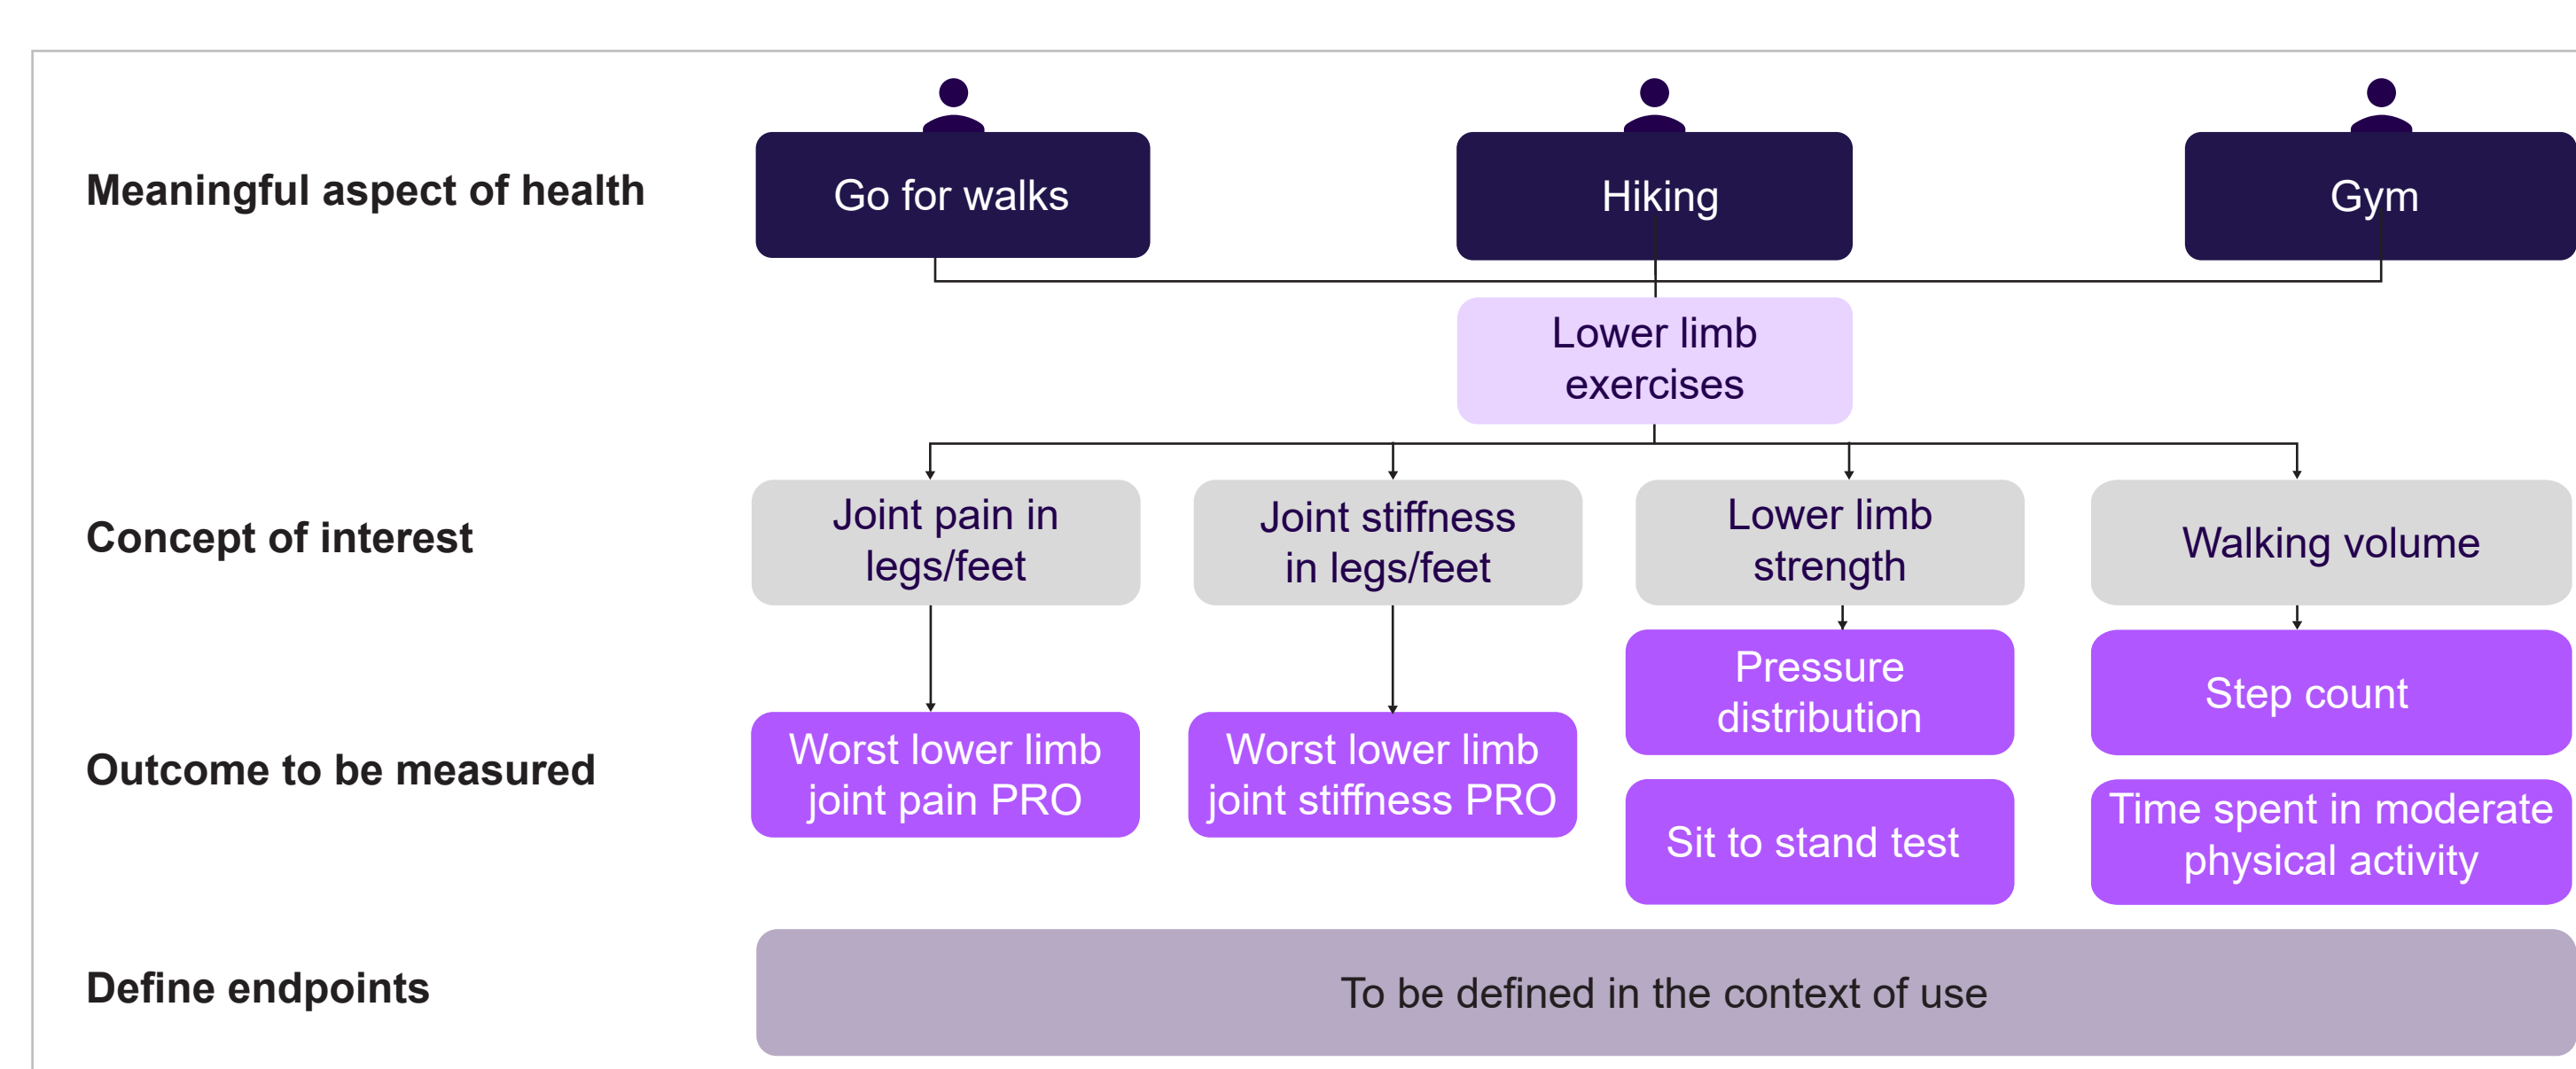 Meaningful aspect of health
Go for walks
Hiking
Gym
Lower limb
exercises
Concept of interest
Joint pain in
legs/feet
Joint stiffness
in legs/feet
Lower limb
strength
Walking volume
Outcome to be measured
Worst lower limb
joint pain PRO
Worst lower limb
joint stiffness PRO
Pressure
distribution
Sit to stand test
Step count
Time spent in moderate
physical activity
Define endpoints
To be defined in the context of use